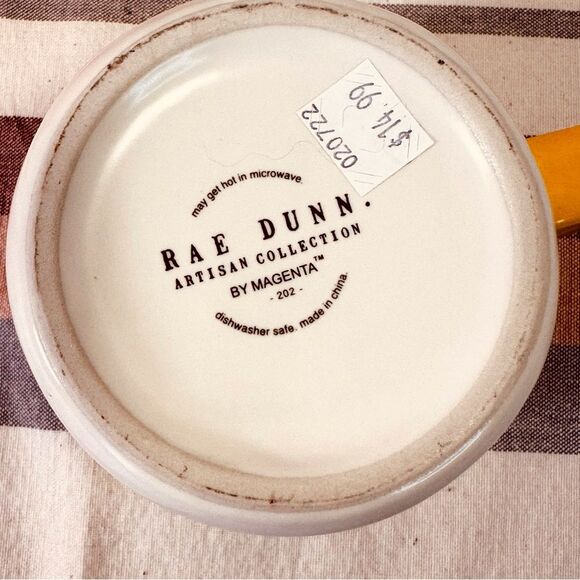 020722
$14.99
may get hot in microwave.
RAE DUNN.
ARTISAN COLLECTION
BY MAGENTA™
- 202 -
dishwasher safe. made in china.